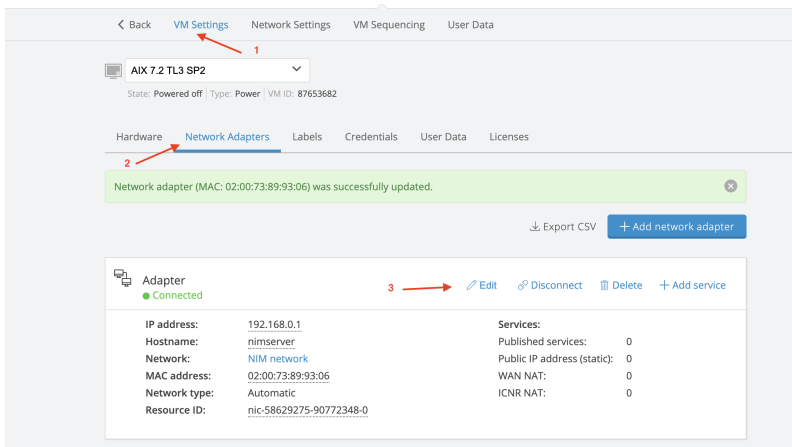 Back VM Settings Network Settings VM Sequencing User Data
1
AIX 7.2 TL3 SP2
State: Powered off Type: Power VM ID: 87653682
Hardware Network Adapters Labels Credentials User Data Licenses
2
Network adapter (MAC: 02:00:73:89:93:06) was successfully updated.
Export CSV + Add network adapter
Adapter
3 Edit Disconnect Delete + Add service
Connected
IP address: 192.168.0.1 Services:
Hostname: nimserver Published services: 0
Network: NIM network Public IP address (static): 0
MAC address: 02:00:73:89:93:06 WAN NAT: 0
Network type: Automatic ICNR NAT: 0
Resource ID: nic-58629275-90772348-0